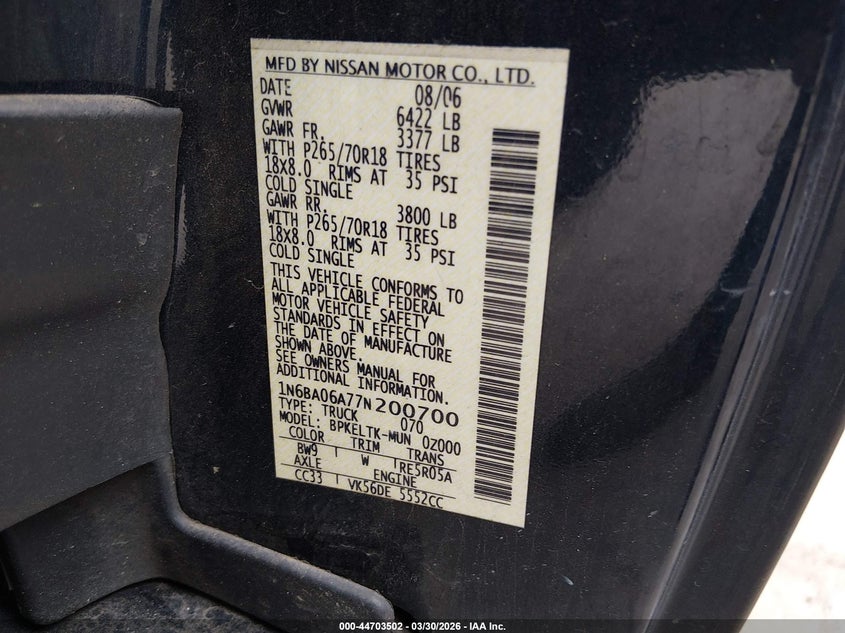 MFD BY NISSAN MOTOR CO., LTD.
DATE 08/06
GVWR 6422 LB
GAWR FR. 3377 LB
WITH P265/70R18 TIRES
18X8.0 RIMS AT 35 PSI
COLD SINGLE
GAWR RR. 3800 LB
WITH P265/70R18 TIRES
18X8.0 RIMS AT 35 PSI
COLD SINGLE
THIS VEHICLE CONFORMS TO
ALL APPLICABLE FEDERAL
MOTOR VEHICLE SAFETY
STANDARDS IN EFFECT ON
THE DATE OF MANUFACTURE
SHOWN ABOVE.
SEE OWNERS MANUAL FOR
ADDITIONAL INFORMATION.
1N6BA06A77N200700
TYPE: TRUCK 070
MODEL: BPKELTK-MUN 0Z000
COLOR TRIM TRANS
BW9 W RE5R05A
AXLE ENGINE
CC33 VK56DE 5552CC
000-44703502 - 03/30/2026 - IAA Inc.